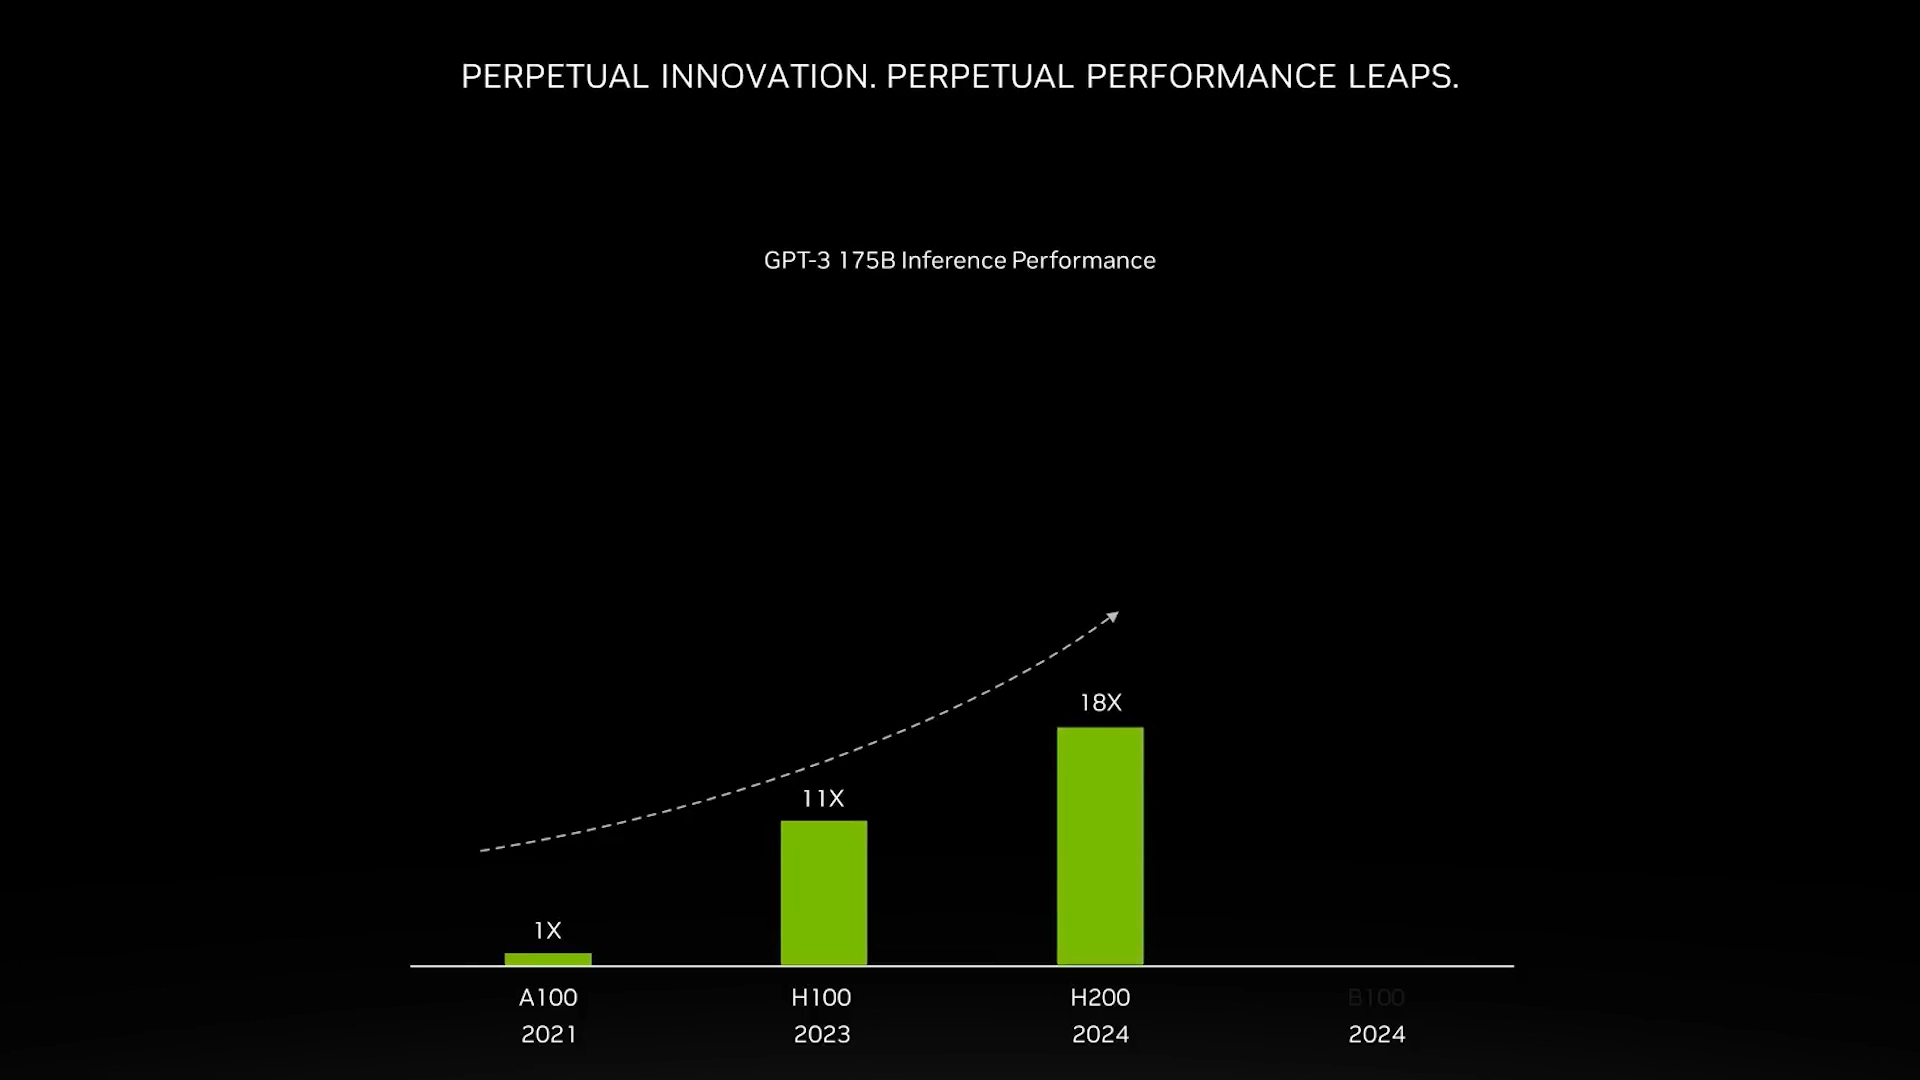 PERPETUAL INNOVATION. PERPETUAL PERFORMANCE LEAPS.
GPT-3 175B Inference Performance
18X
11X
1X
A100 H100 H200 B100
2021 2023 2024 2024